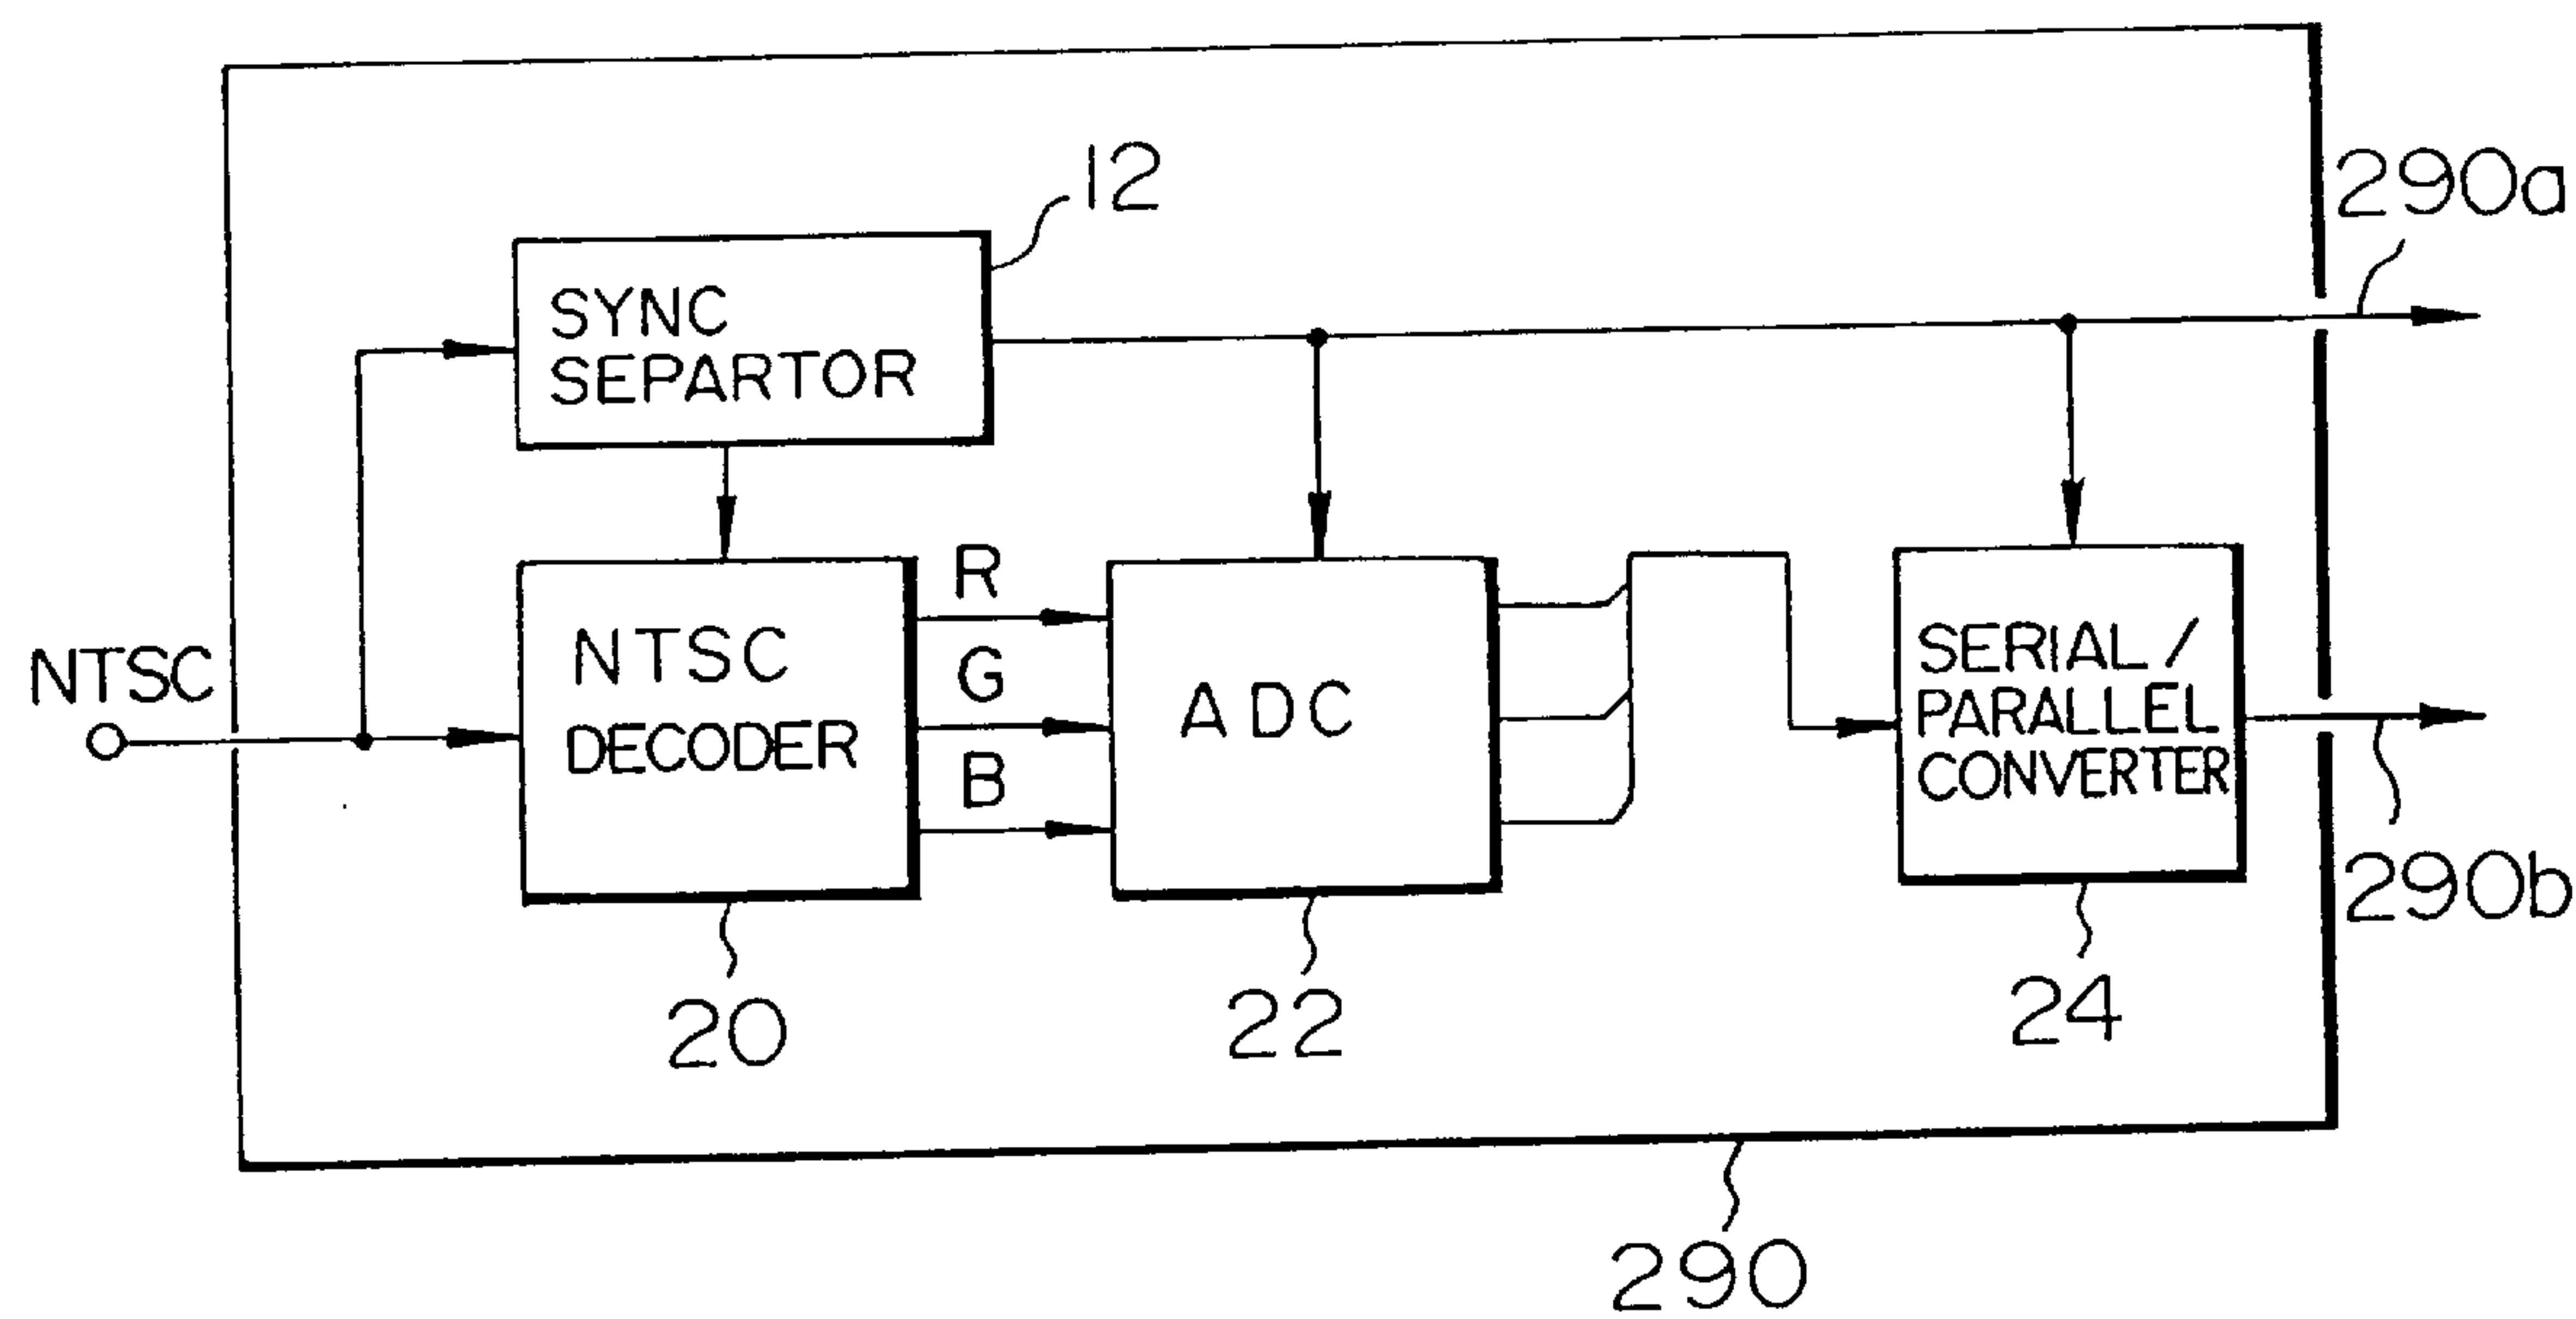 12
290a
SYNC
SEPARTOR
R
NTSC
NTSC
DECODER
G
B
ADC
SERIAL/
PARALLEL
CONVERTER
290b
20
22
24
290